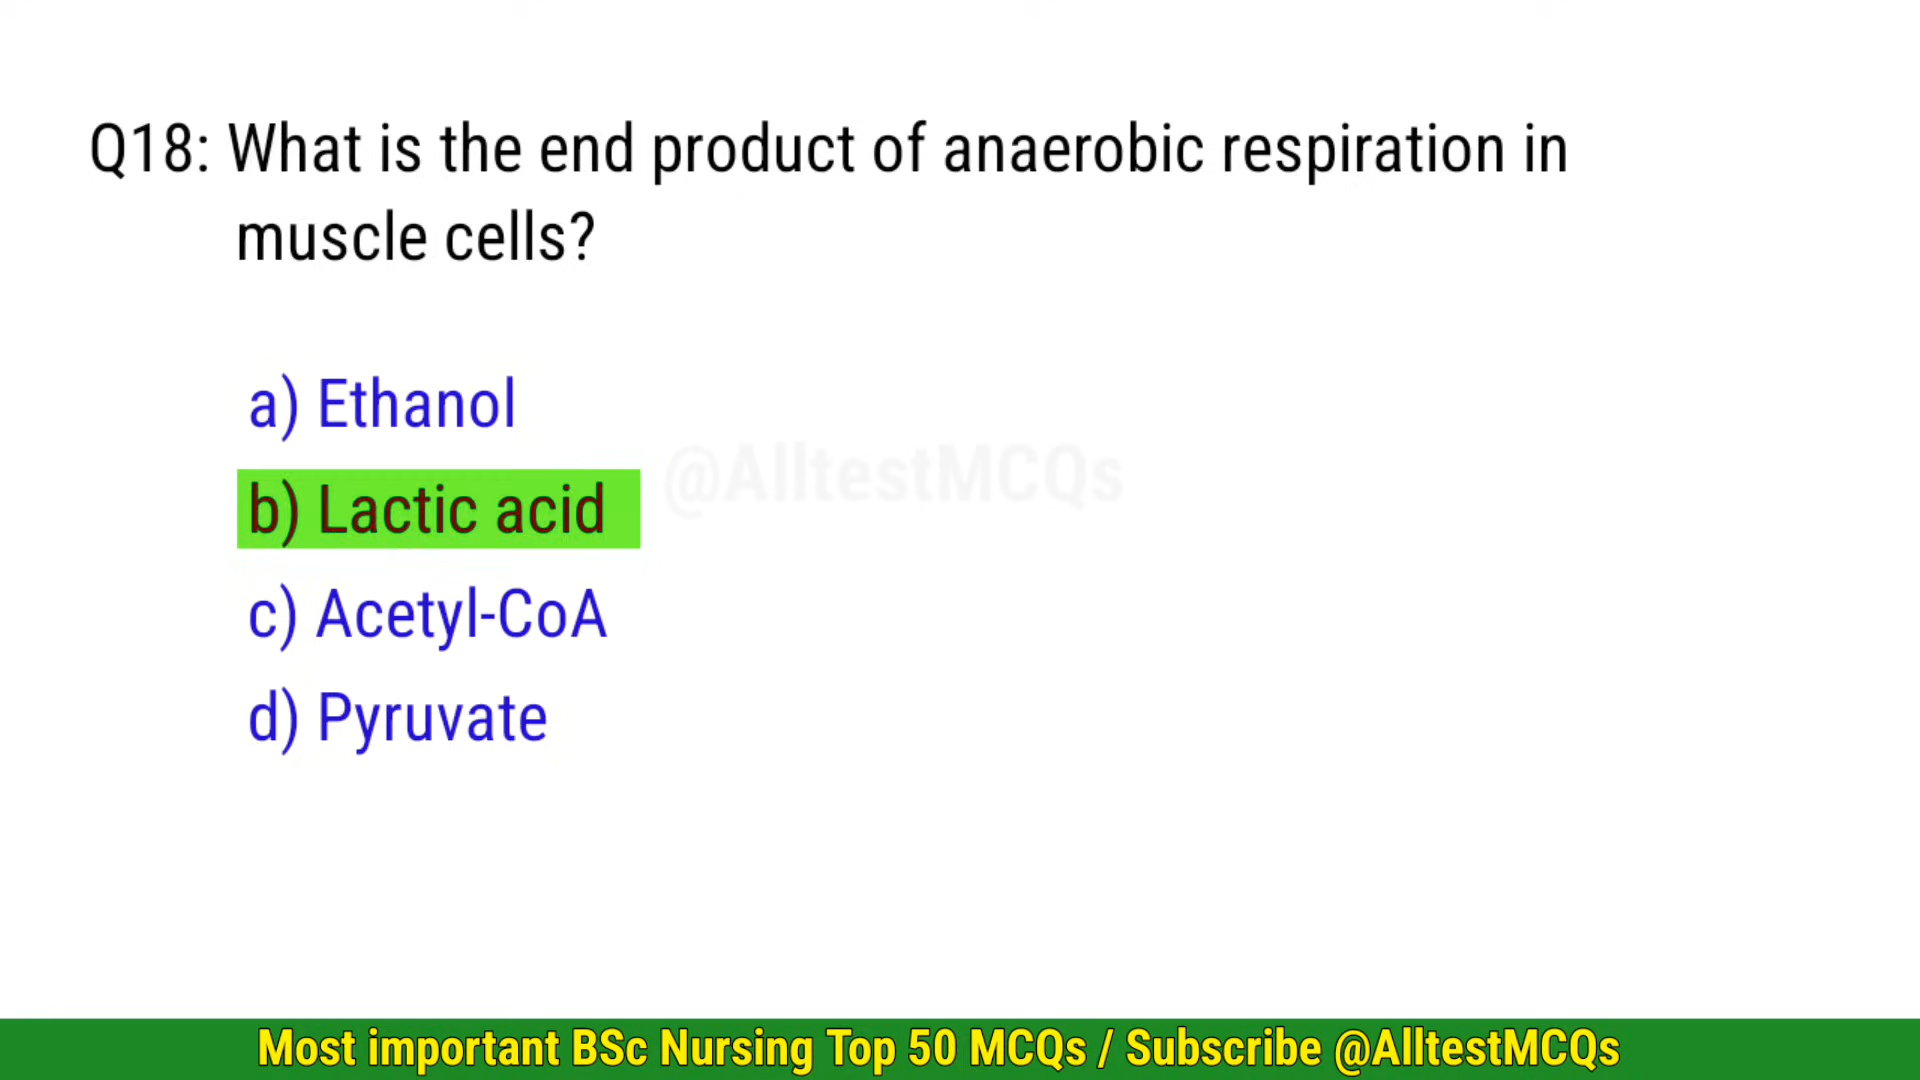 Q18: What is the end product of anaerobic respiration in
muscle cells?
a) Ethanol
@AlltestMCQs
b) Lactic acid
c) Acetyl-CoA
d) Pyruvate
Most important BSc Nursing Top 50 MCQs / Subscribe @AlltestMCQs